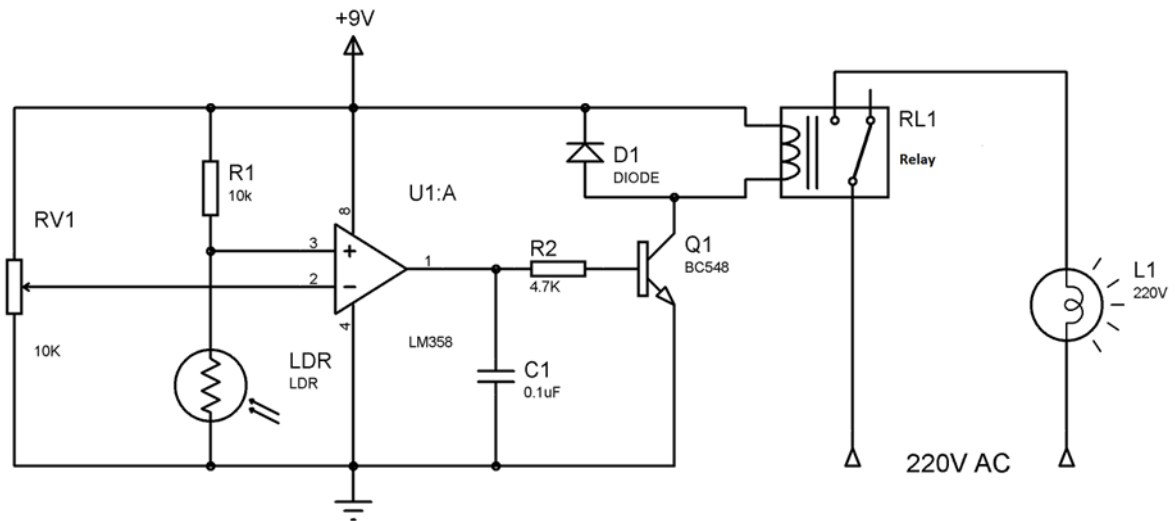 +9V
RV1
10K
R1
10k
LDR
LDR
U1:A
8
3
+
2
−
1
4
LM358
R2
4.7K
C1
0.1uF
D1
DIODE
Q1
BC548
RL1
Relay
L1
220V
220V AC